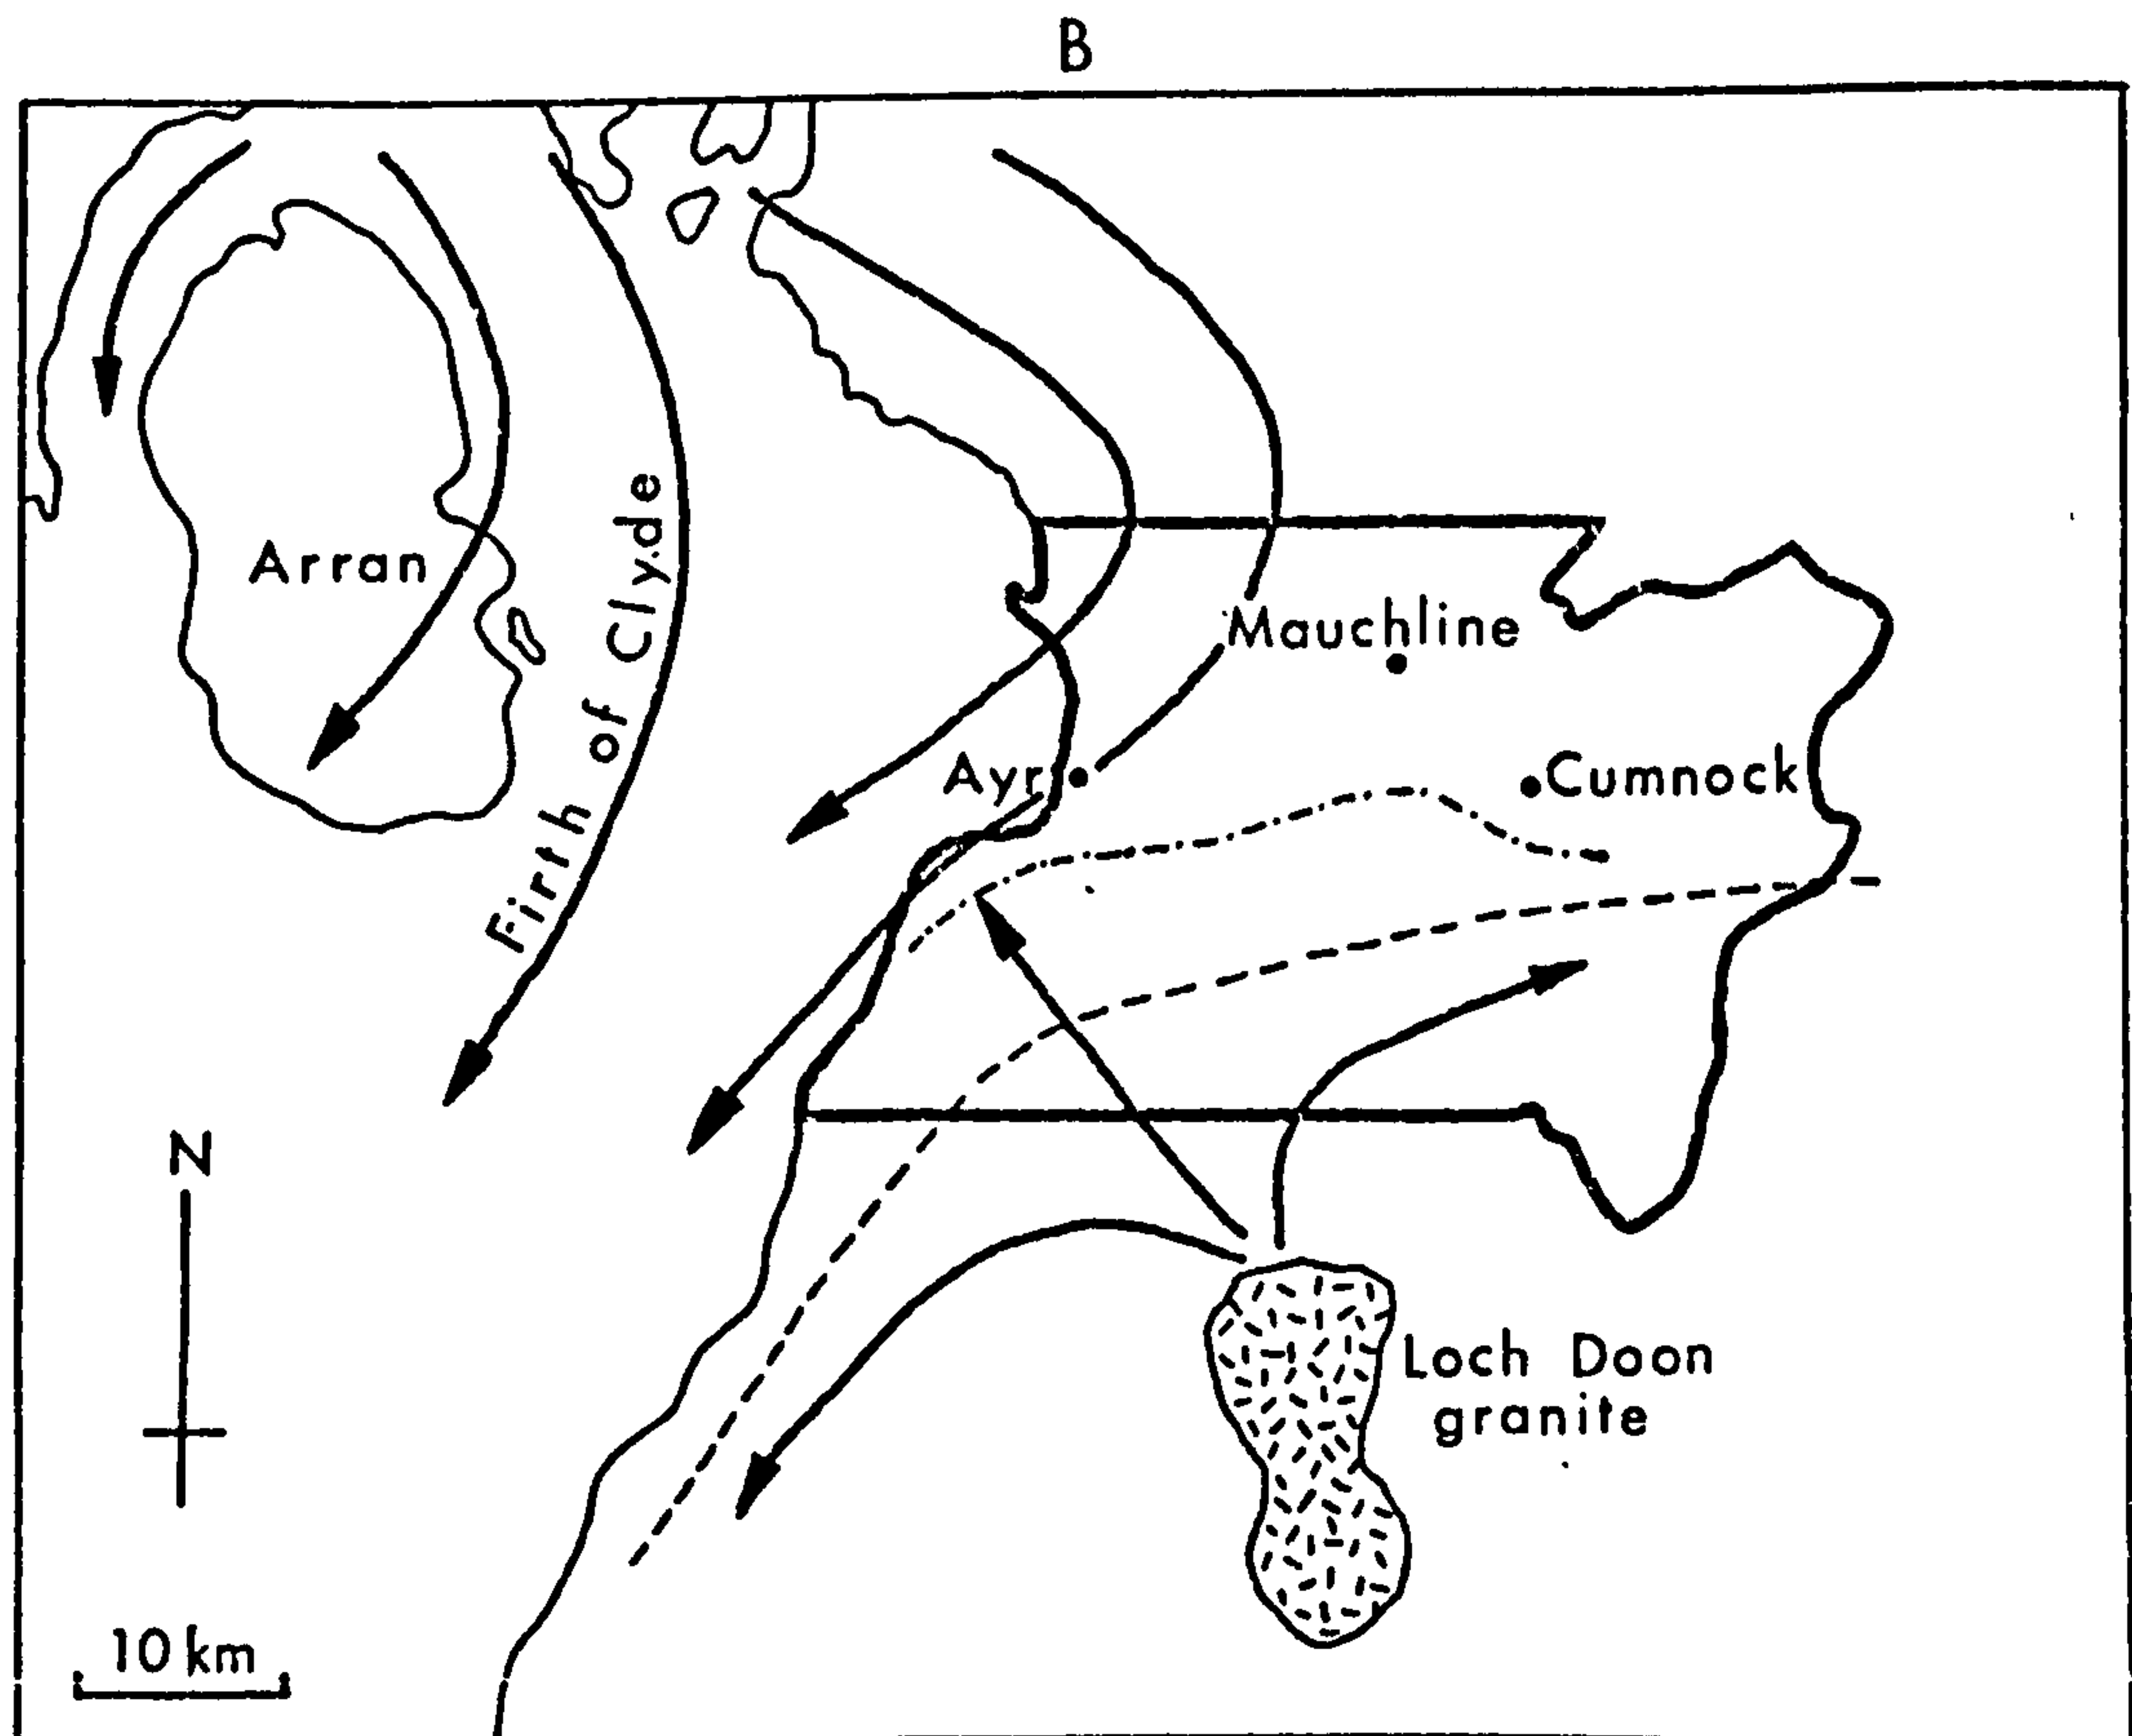 B
Arran
Firth of Clyde
Mauchline
Ayr
Cumnock
N
Loch Doon
granite
10 km